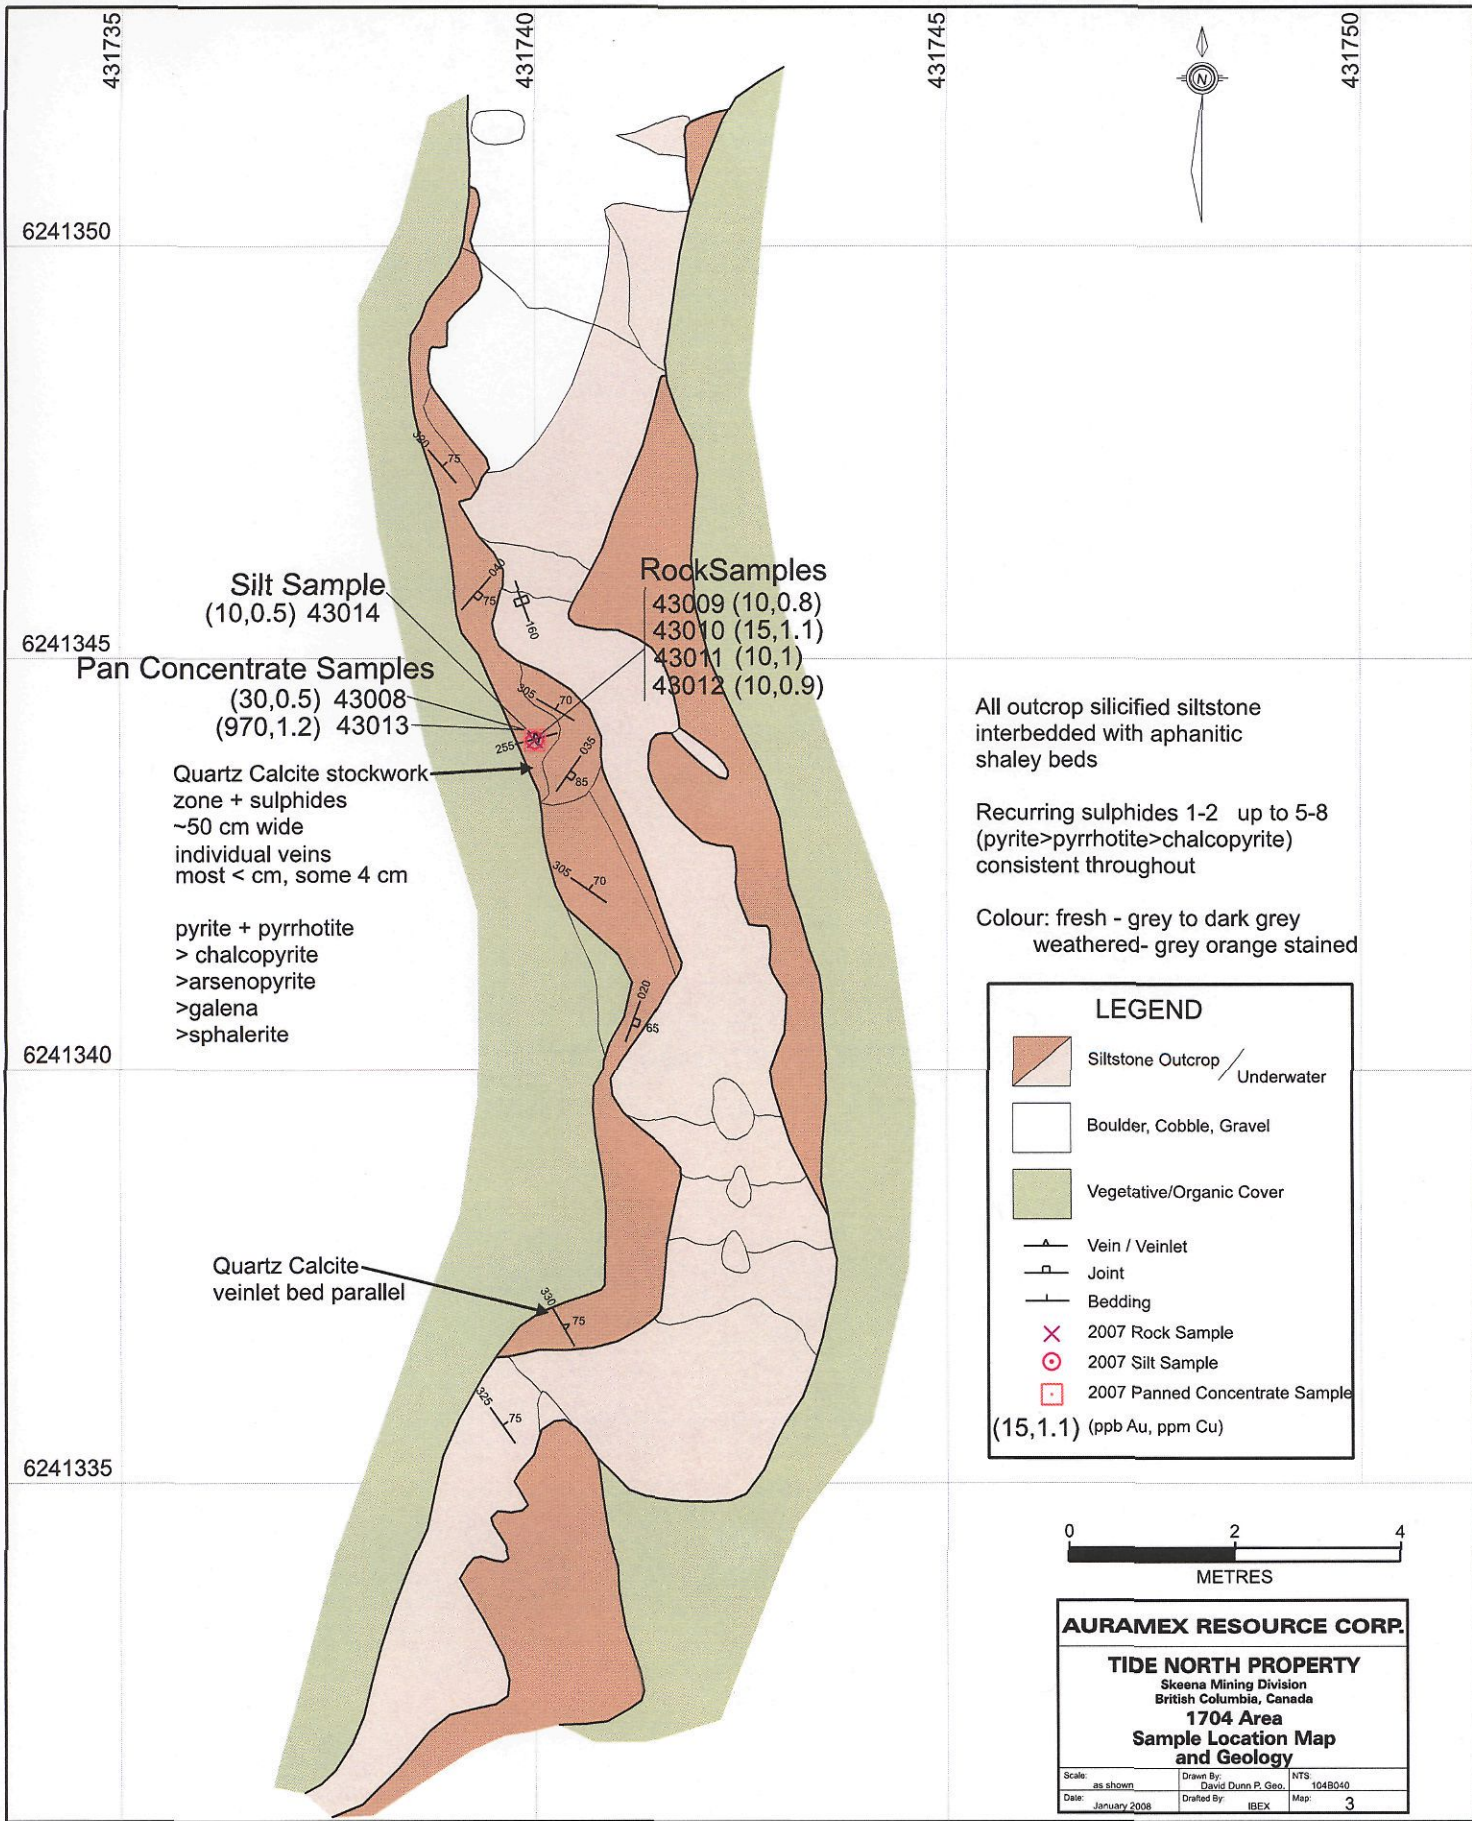 431735
431740
431745
431750
N
6241350
320
75
040
75
160
Silt Sample
(10,0.5) 43014
RockSamples
43009 (10,0.8)
43010 (15,1.1)
43011 (10,1)
43012 (10,0.9)
6241345
Pan Concentrate Samples
(30,0.5) 43008
(970,1.2) 43013
305
70
255
035
85
Quartz Calcite stockwork
zone + sulphides
~50 cm wide
individual veins
most < cm, some 4 cm
pyrite + pyrrhotite
> chalcopyrite
>arsenopyrite
>galena
>sphalerite
305
70
020
65
All outcrop silicified siltstone
interbedded with aphanitic
shaley beds
Recurring sulphides 1-2 up to 5-8
(pyrite>pyrrhotite>chalcopyrite)
consistent throughout
Colour: fresh - grey to dark grey
weathered- grey orange stained
6241340
LEGEND
Siltstone Outcrop / Underwater
Boulder, Cobble, Gravel
Vegetative/Organic Cover
Vein / Veinlet
Joint
Bedding
2007 Rock Sample
2007 Silt Sample
2007 Panned Concentrate Sample
(15,1.1) (ppb Au, ppm Cu)
Quartz Calcite
veinlet bed parallel
330
75
325
75
6241335
0 2 4
METRES
AURAMEX RESOURCE CORP.
TIDE NORTH PROPERTY
Skeena Mining Division
British Columbia, Canada
1704 Area
Sample Location Map
and Geology
Scale: as shown
Drawn By: David Dunn P. Geo.
NTS: 104B040
Date: January 2008
Drafted By: IBEX
Map: 3